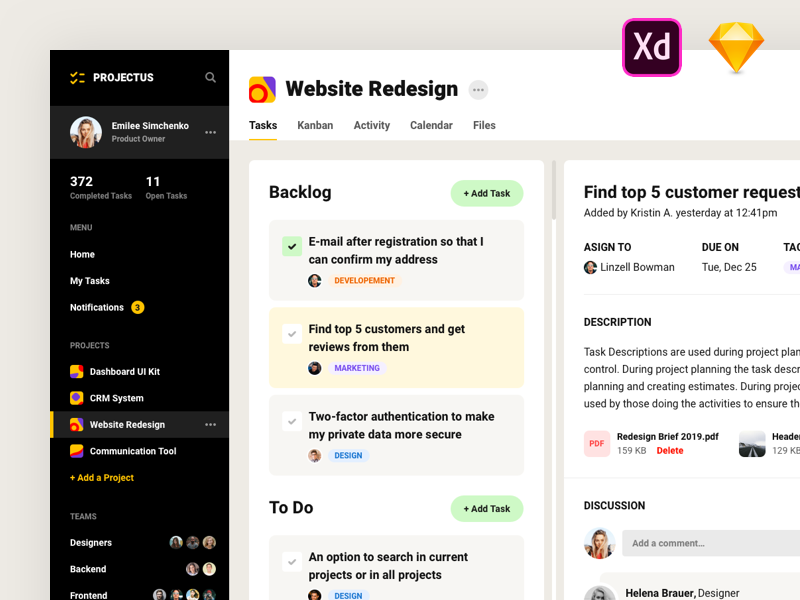 Xd
PROJECTUS
Emilee Simchenko
Product Owner
372
Completed Tasks
11
Open Tasks
MENU
Home
My Tasks
Notifications 3
PROJECTS
Dashboard UI Kit
CRM System
Website Redesign
Communication Tool
+ Add a Project
TEAMS
Designers
Backend
Frontend
Website Redesign
Tasks Kanban Activity Calendar Files
Backlog
+ Add Task
E-mail after registration so that I
can confirm my address
DEVELOPEMENT
Find top 5 customers and get
reviews from them
MARKETING
Two-factor authentication to make
my private data more secure
DESIGN
To Do
+ Add Task
An option to search in current
projects or in all projects
DESIGN
Find top 5 customer request
Added by Kristin A. yesterday at 12:41pm
ASIGN TO
Linzell Bowman
DUE ON
Tue, Dec 25
DESCRIPTION
Task Descriptions are used during project plan
control. During project planning the task descr
planning and creating estimates. During projec
used by those doing the activities to ensure th
PDF
Redesign Brief 2019.pdf
159 KB Delete
Header
129 KB
DISCUSSION
Add a comment...
Helena Brauer, Designer